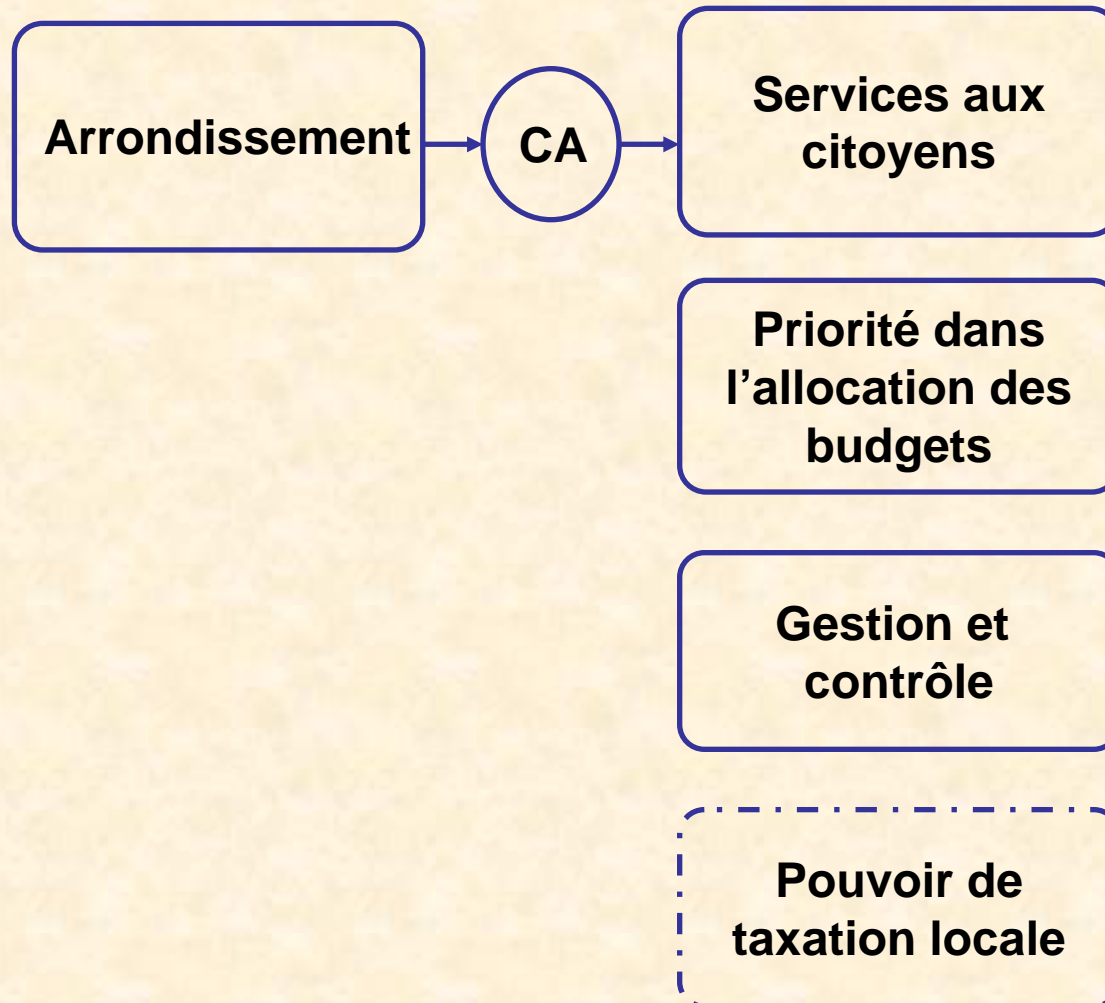 Arrondissement
CA
Services aux
citoyens
Priorité dans
l’allocation des
budgets
Gestion et
contrôle
Pouvoir de
taxation locale